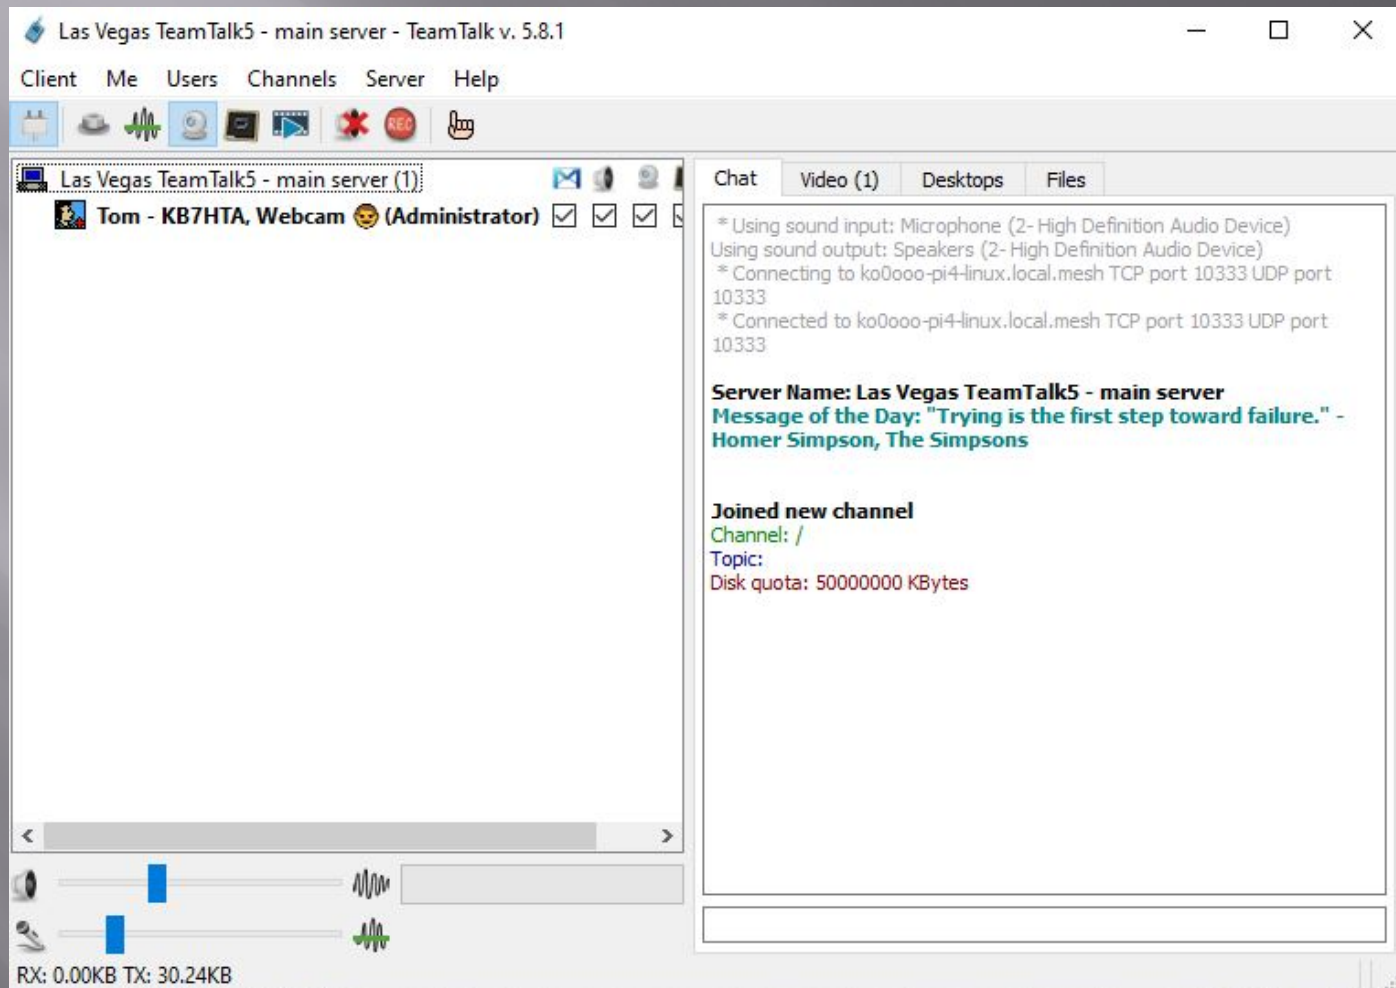 Las Vegas TeamTalk5 - main server - TeamTalk v. 5.8.1
Client Me Users Channels Server Help
REC
Las Vegas TeamTalk5 - main server (1)
Tom - KB7HTA, Webcam 👨 (Administrator)
Chat Video (1) Desktops Files
* Using sound input: Microphone (2- High Definition Audio Device)
Using sound output: Speakers (2- High Definition Audio Device)
* Connecting to ko0ooo-pi4-linux.local.mesh TCP port 10333 UDP port
10333
* Connected to ko0ooo-pi4-linux.local.mesh TCP port 10333 UDP port
10333
Server Name: Las Vegas TeamTalk5 - main server
Message of the Day: "Trying is the first step toward failure." -
Homer Simpson, The Simpsons
Joined new channel
Channel: /
Topic:
Disk quota: 50000000 KBytes
RX: 0.00KB TX: 30.24KB